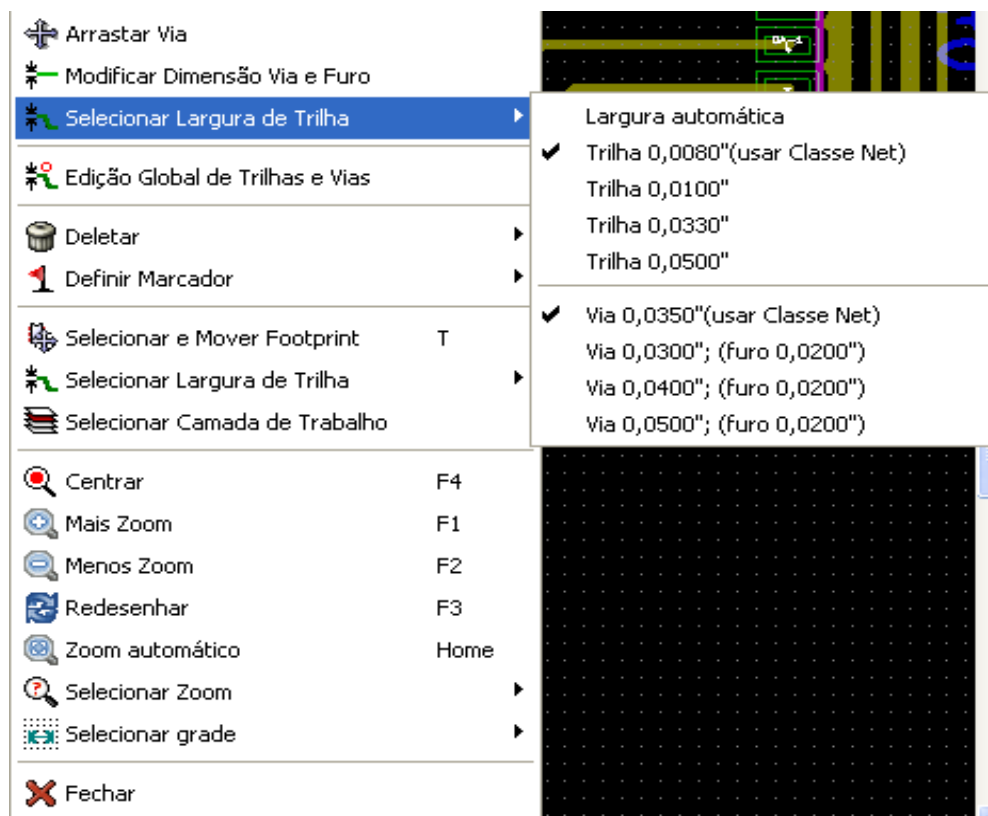 Arrastar Via
Modificar Dimensão Via e Furo
Selecionar Largura de Trilha
Edição Global de Trilhas e Vias
Deletar
Definir Marcador
Selecionar e Mover Footprint T
Selecionar Largura de Trilha
Selecionar Camada de Trabalho
Centrar F4
Mais Zoom F1
Menos Zoom F2
Redesenhar F3
Zoom automático Home
Selecionar Zoom
Selecionar grade
Fechar
Largura automática
Trilha 0,0080"(usar Classe Net)
Trilha 0,0100"
Trilha 0,0330"
Trilha 0,0500"
Via 0,0350"(usar Classe Net)
Via 0,0300"; (furo 0,0200")
Via 0,0400"; (furo 0,0200")
Via 0,0500"; (furo 0,0200")